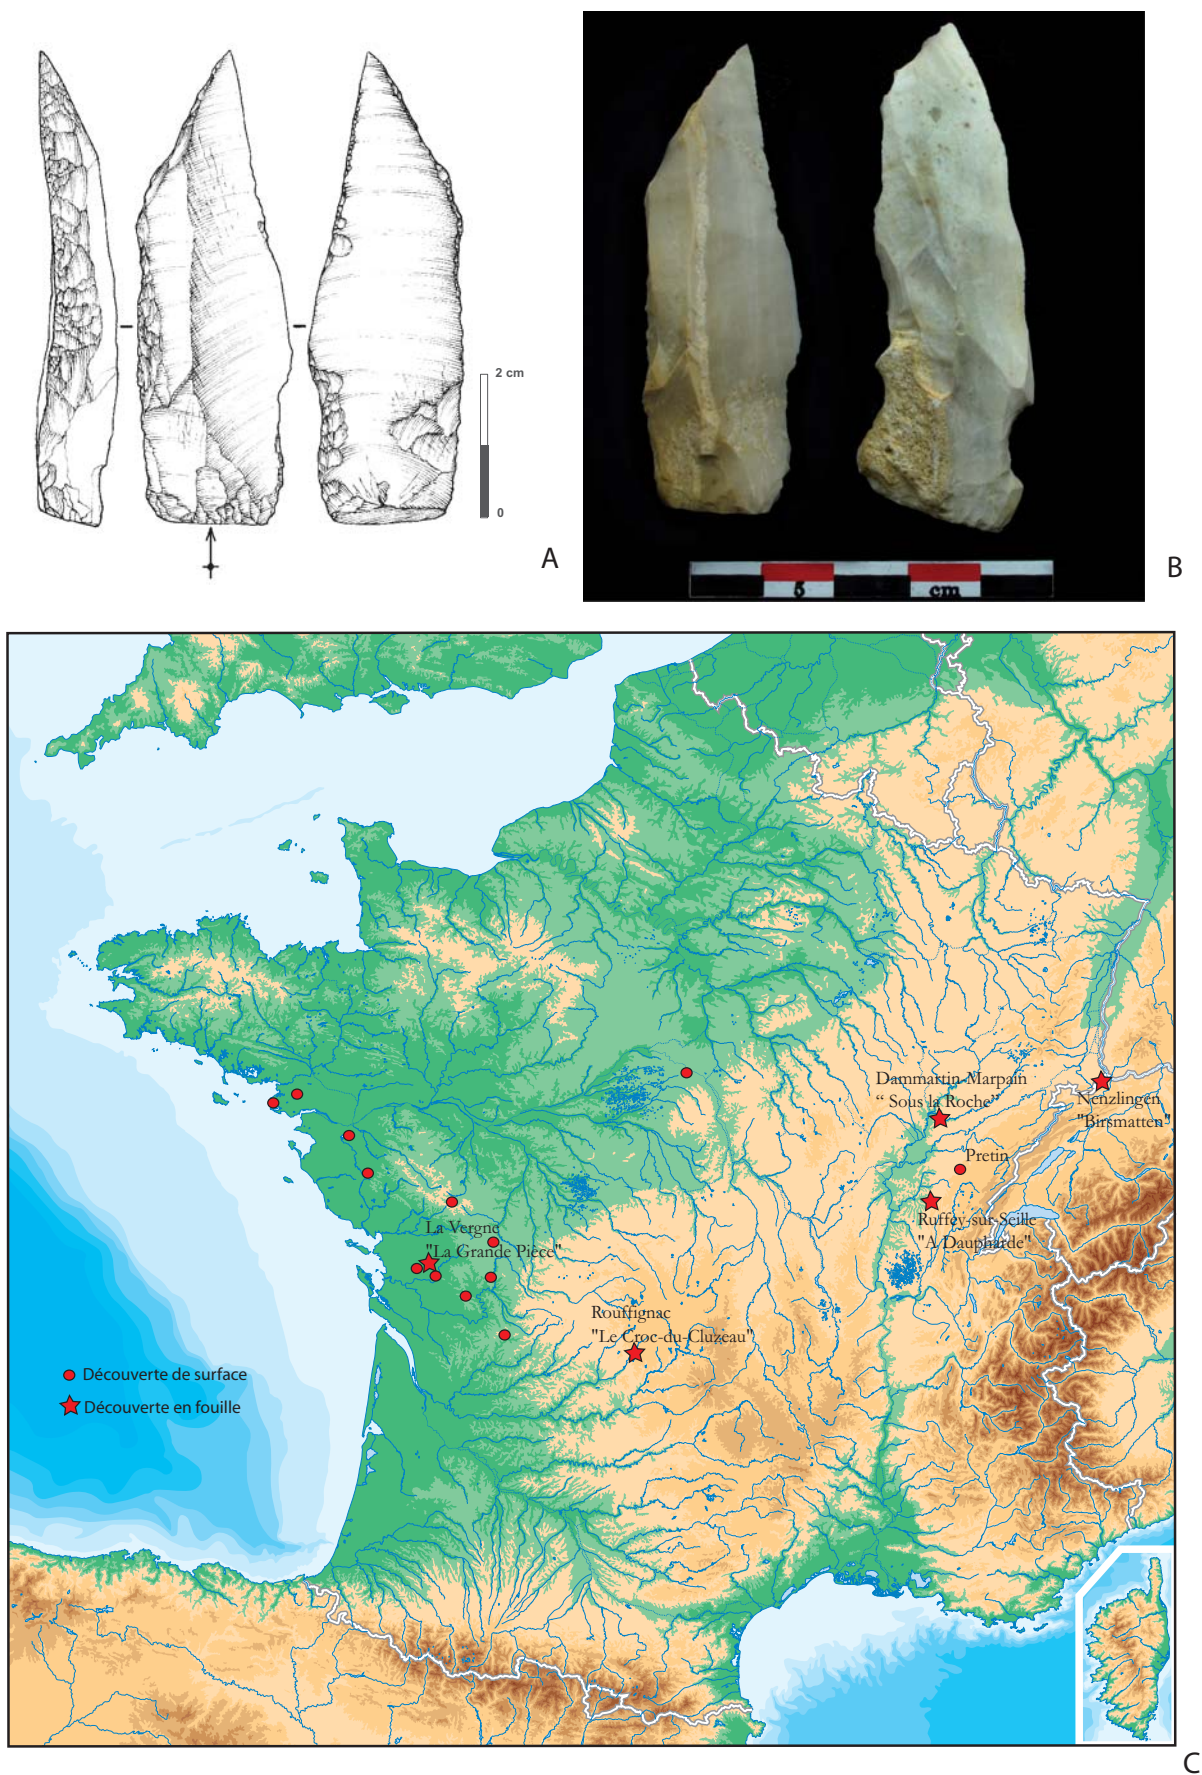 2 cm
0
A
5 cm
B
Dammartin-Marpain
“ Sous la Roche”
Nenzlingen
"Birsmatten"
Pretin
Ruffey-sur-Seille
"A Daupharde"
La Vergne
"La Grande Pièce"
Rouffignac
"Le Croc-du-Cluzeau"
Découverte de surface
Découverte en fouille
C